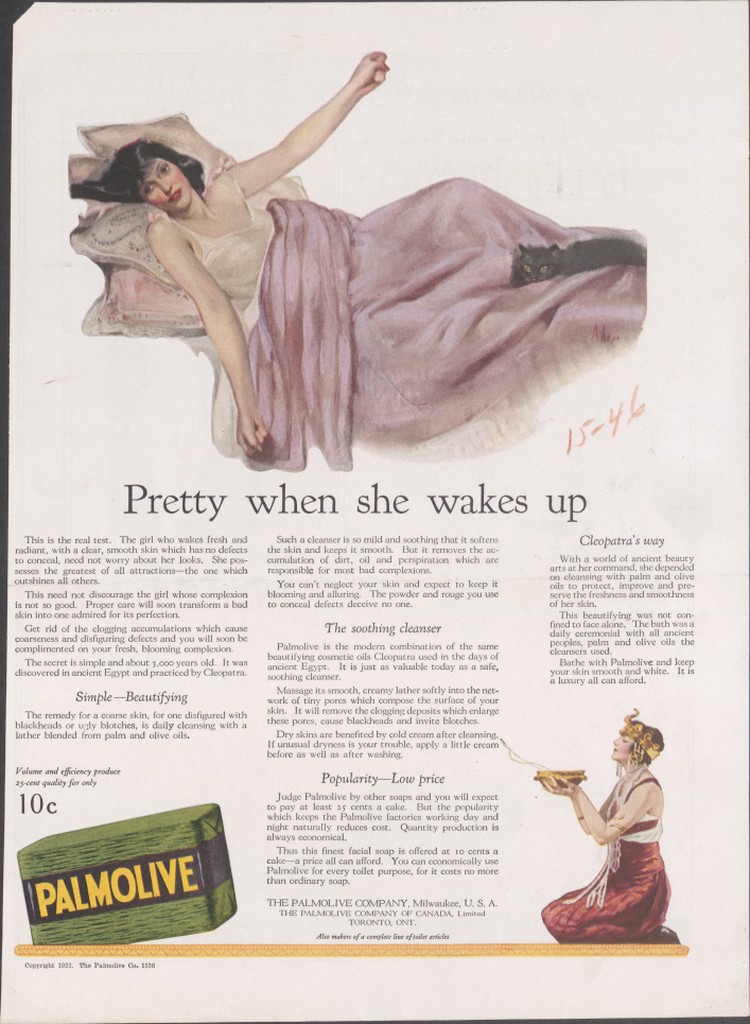 Adams
15-46
Pretty when she wakes up
This is the real test. The girl who wakes fresh and
radiant, with a clear, smooth skin which has no defects
to conceal, need not worry about her looks. She pos-
sesses the greatest of all attractions—the one which
outshines all others.
This need not discourage the girl whose complexion
is not so good. Proper care will soon transform a bad
skin into one admired for its perfection.
Get rid of the clogging accumulations which cause
coarseness and disfiguring defects and you will soon be
complimented on your fresh, blooming complexion.
The secret is simple and about 3,000 years old. It was
discovered in ancient Egypt and practiced by Cleopatra.
Simple—Beautifying
The remedy for a coarse skin, for one disfigured with
blackheads or ugly blotches, is daily cleansing with a
lather blended from palm and olive oils.
Volume and efficiency produce
25-cent quality for only
10c
PALMOLIVE
Such a cleanser is so mild and soothing that it softens
the skin and keeps it smooth. But it removes the ac-
cumulation of dirt, oil and perspiration which are
responsible for most bad complexions.
You can't neglect your skin and expect to keep it
blooming and alluring. The powder and rouge you use
to conceal defects deceive no one.
The soothing cleanser
Palmolive is the modern combination of the same
beautifying cosmetic oils Cleopatra used in the days of
ancient Egypt. It is just as valuable today as a safe,
soothing cleanser.
Massage its smooth, creamy lather softly into the net-
work of tiny pores which compose the surface of your
skin. It will remove the clogging deposits which enlarge
these pores, cause blackheads and invite blotches.
Dry skins are benefited by cold cream after cleansing.
If unusual dryness is your trouble, apply a little cream
before as well as after washing.
Popularity—Low price
Judge Palmolive by other soaps and you will expect
to pay at least 25 cents a cake. But the popularity
which keeps the Palmolive factories working day and
night naturally reduces cost. Quantity production is
always economical.
Thus this finest facial soap is offered at 10 cents a
cake—a price all can afford. You can economically use
Palmolive for every toilet purpose, for it costs no more
than ordinary soap.
THE PALMOLIVE COMPANY, Milwaukee, U. S. A.
THE PALMOLIVE COMPANY OF CANADA, Limited
TORONTO, ONT.
Also makers of a complete line of toilet articles
Cleopatra's way
With a world of ancient beauty
arts at her command, she depended
on cleansing with palm and olive
oils to protect, improve and pre-
serve the freshness and smoothness
of her skin.
This beautifying was not con-
fined to face alone. The bath was a
daily ceremonial with all ancient
peoples, palm and olive oils the
cleansers used.
Bathe with Palmolive and keep
your skin smooth and white. It is
a luxury all can afford.
Copyright 1922. The Palmolive Co. 1556